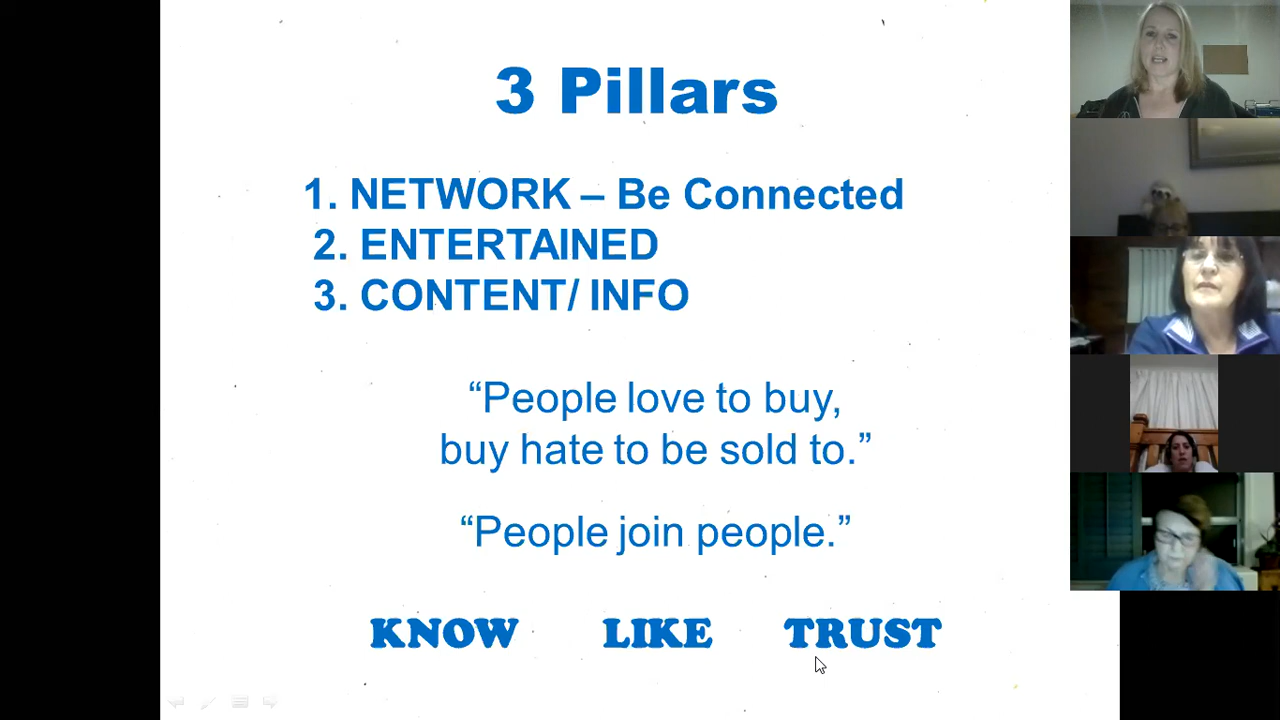 3 Pillars
1. NETWORK – Be Connected
2. ENTERTAINED
3. CONTENT/ INFO
“People love to buy,
buy hate to be sold to.”
“People join people.”
KNOW LIKE TRUST